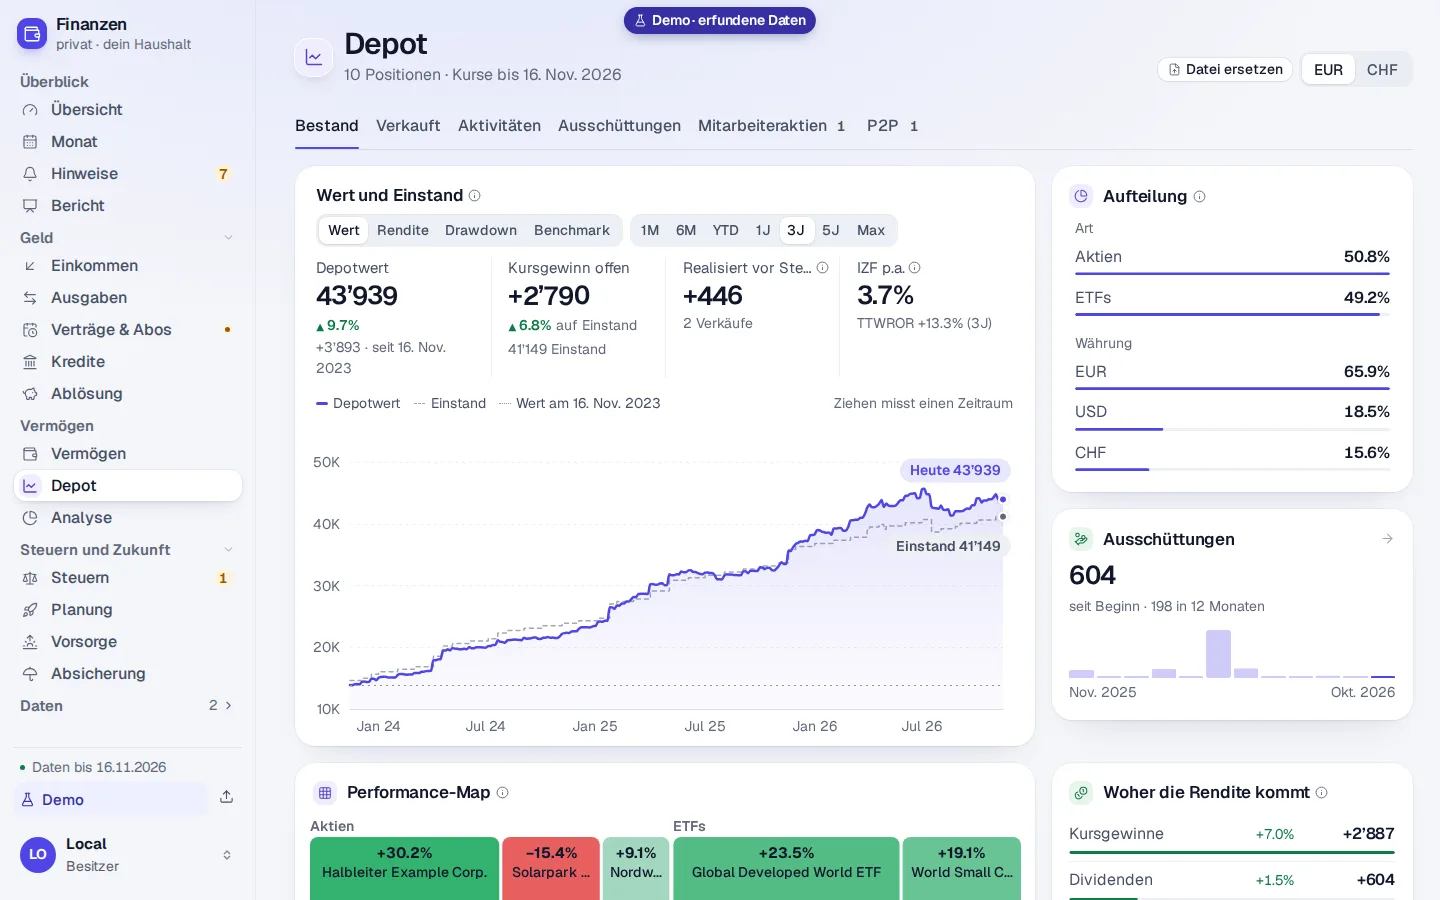 Finanzen
privat · dein Haushalt
Überblick
Übersicht
Monat
Hinweise 7
Bericht
Geld
Einkommen
Ausgaben
Verträge & Abos
Kredite
Ablösung
Vermögen
Vermögen
Depot
Analyse
Steuern und Zukunft
Steuern 1
Planung
Vorsorge
Absicherung
Daten 2
Daten bis 16.11.2026
Demo
LO
Local
Besitzer
Demo · erfundene Daten
Depot
10 Positionen · Kurse bis 16. Nov. 2026
Datei ersetzen
EUR CHF
Bestand Verkauft Aktivitäten Ausschüttungen Mitarbeiteraktien 1 P2P 1
Wert und Einstand
Wert Rendite Drawdown Benchmark
1M 6M YTD 1J 3J 5J Max
Depotwert
43’939
▲ 9.7%
+3’893 · seit 16. Nov.
2023
Kursgewinn offen
+2’790
▲ 6.8% auf Einstand
41’149 Einstand
Realisiert vor Ste…
+446
2 Verkäufe
IZF p.a.
3.7%
TTWROR +13.3% (3J)
Depotwert Einstand Wert am 16. Nov. 2023
Ziehen misst einen Zeitraum
50K
40K
30K
20K
10K
Heute 43’939
Einstand 41’149
Jan 24 Jul 24 Jan 25 Jul 25 Jan 26 Jul 26
Aufteilung
Art
Aktien 50.8%
ETFs 49.2%
Währung
EUR 65.9%
USD 18.5%
CHF 15.6%
Ausschüttungen
604
seit Beginn · 198 in 12 Monaten
Nov. 2025 Okt. 2026
Performance-Map
Aktien
+30.2%
Halbleiter Example Corp.
−15.4%
Solarpark …
+9.1%
Nordw…
ETFs
+23.5%
Global Developed World ETF
+19.1%
World Small C…
Woher die Rendite kommt
Kursgewinne +7.0% +2’887
Dividenden +1.5% +604